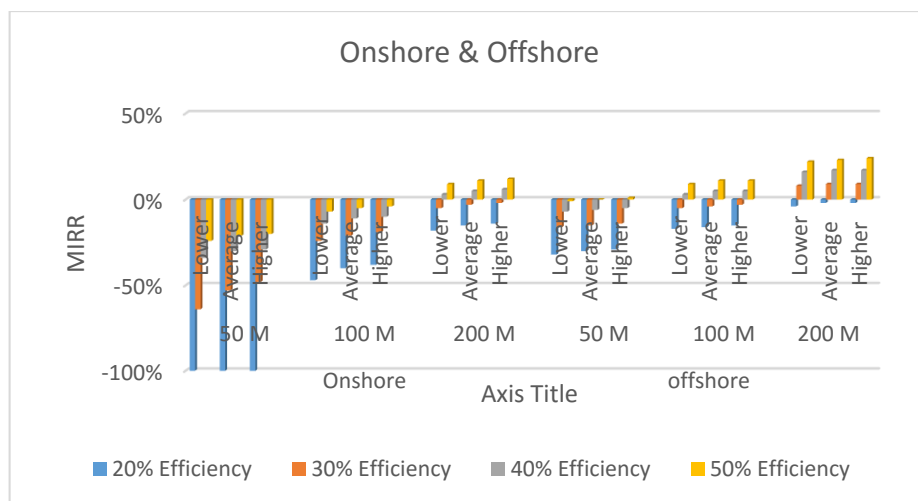 Onshore & Offshore
50%
0%
-50%
-100%
MIRR
Lower
Average
Higher
Lower
Average
Higher
Lower
Average
Higher
Lower
Average
Higher
Lower
Average
Higher
Lower
Average
Higher
50 M
100 M
200 M
50 M
100 M
200 M
Onshore
offshore
Axis Title
20% Efficiency
30% Efficiency
40% Efficiency
50% Efficiency